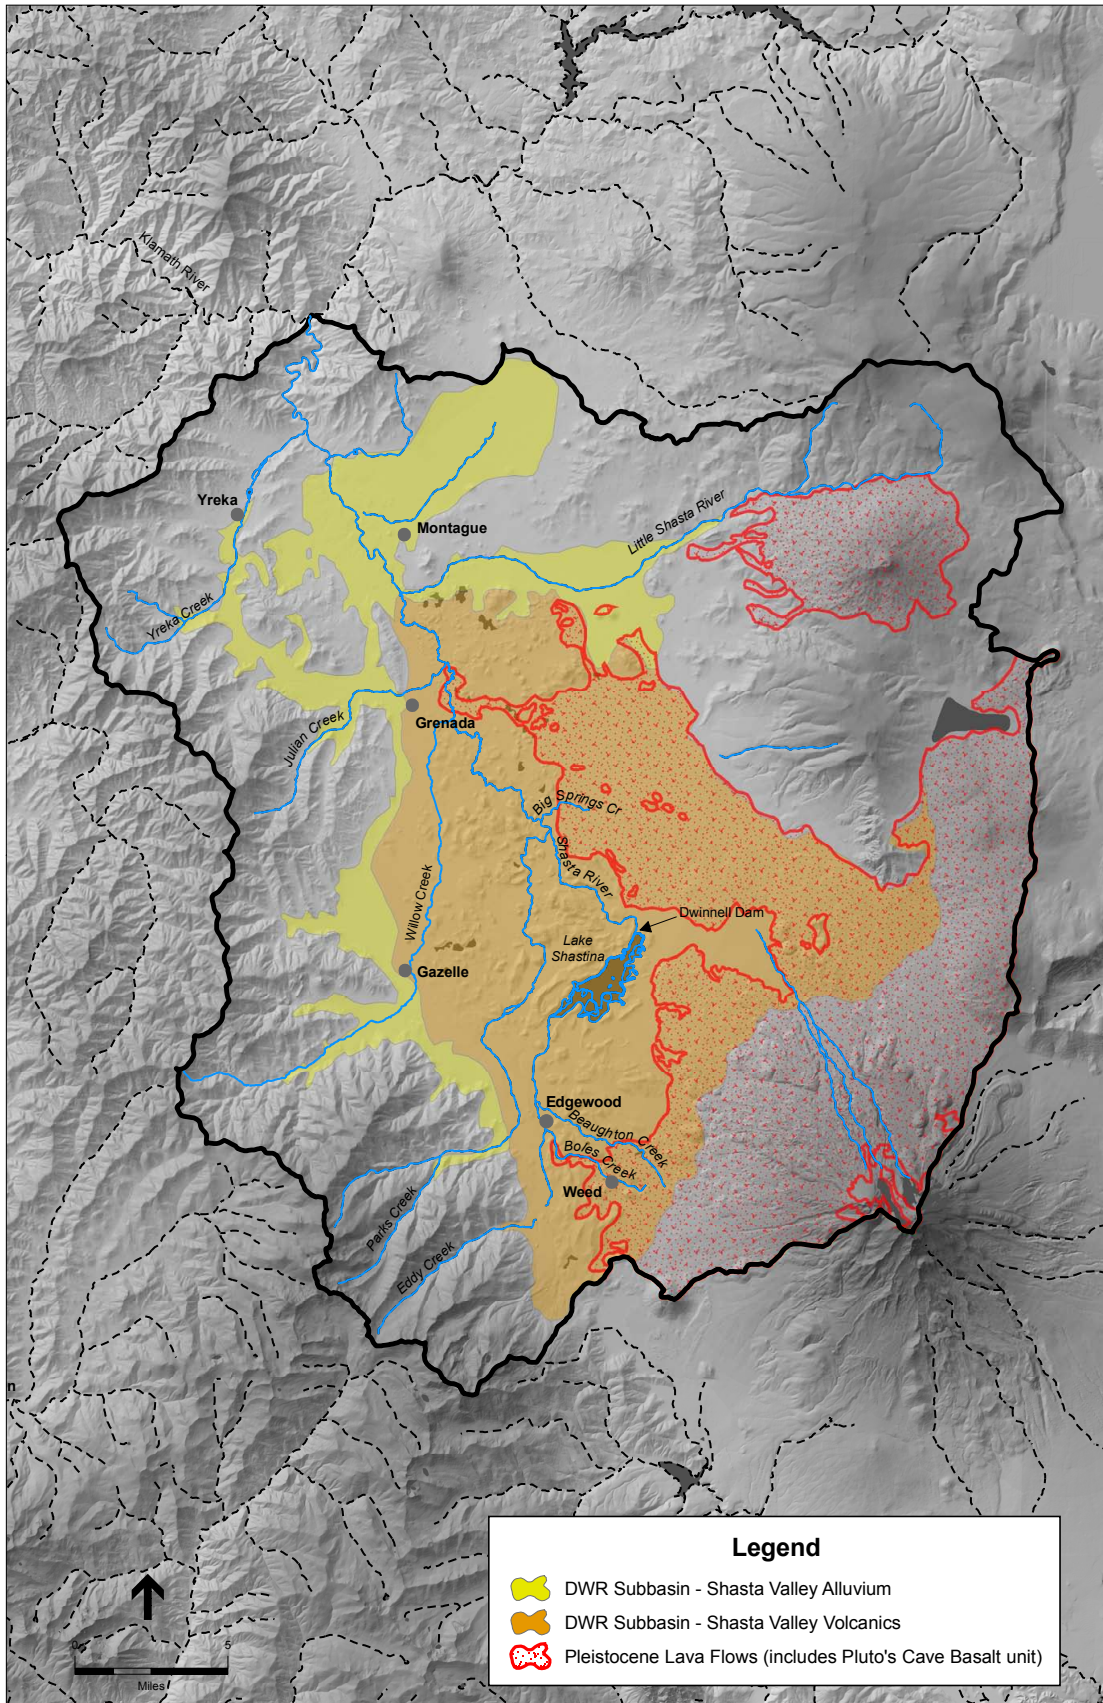 Klamath River
Yreka
Montague
Little Shasta River
Yreka Creek
Julian Creek
Grenada
Big Springs Cr
Shasta River
Willow Creek
Dwinnell Dam
Lake
Shastina
Gazelle
Edgewood
Beaughton Creek
Boles Creek
Weed
Parks Creek
Eddy Creek
n
Legend
DWR Subbasin - Shasta Valley Alluvium
DWR Subbasin - Shasta Valley Volcanics
Pleistocene Lava Flows (includes Pluto's Cave Basalt unit)
0 5
Miles